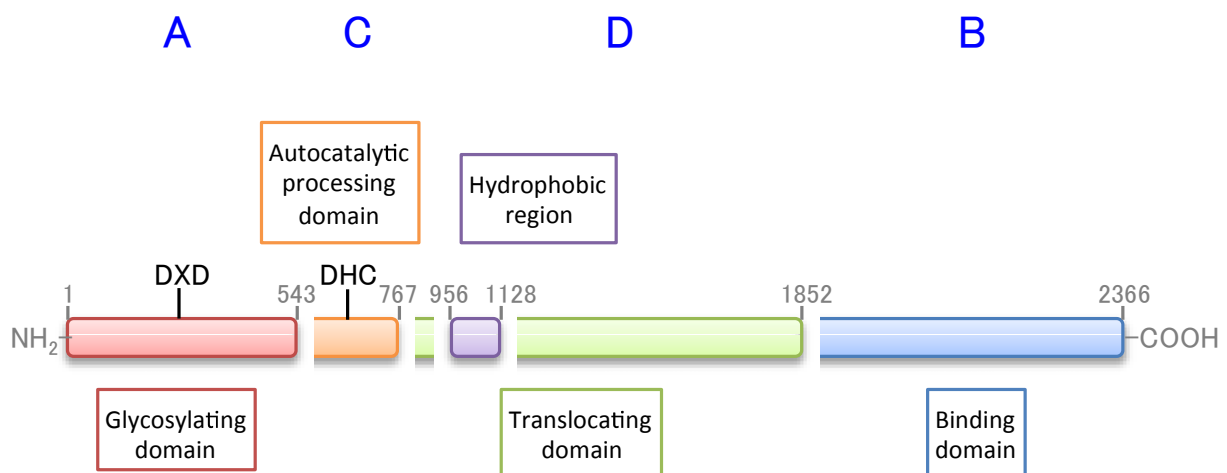 A C D B
Autocatalytic
processing
domain
Hydrophobic
region
DXD DHC
1 543 767 956 1128 1852 2366
NH2 COOH
Glycosylating
domain
Translocating
domain
Binding
domain